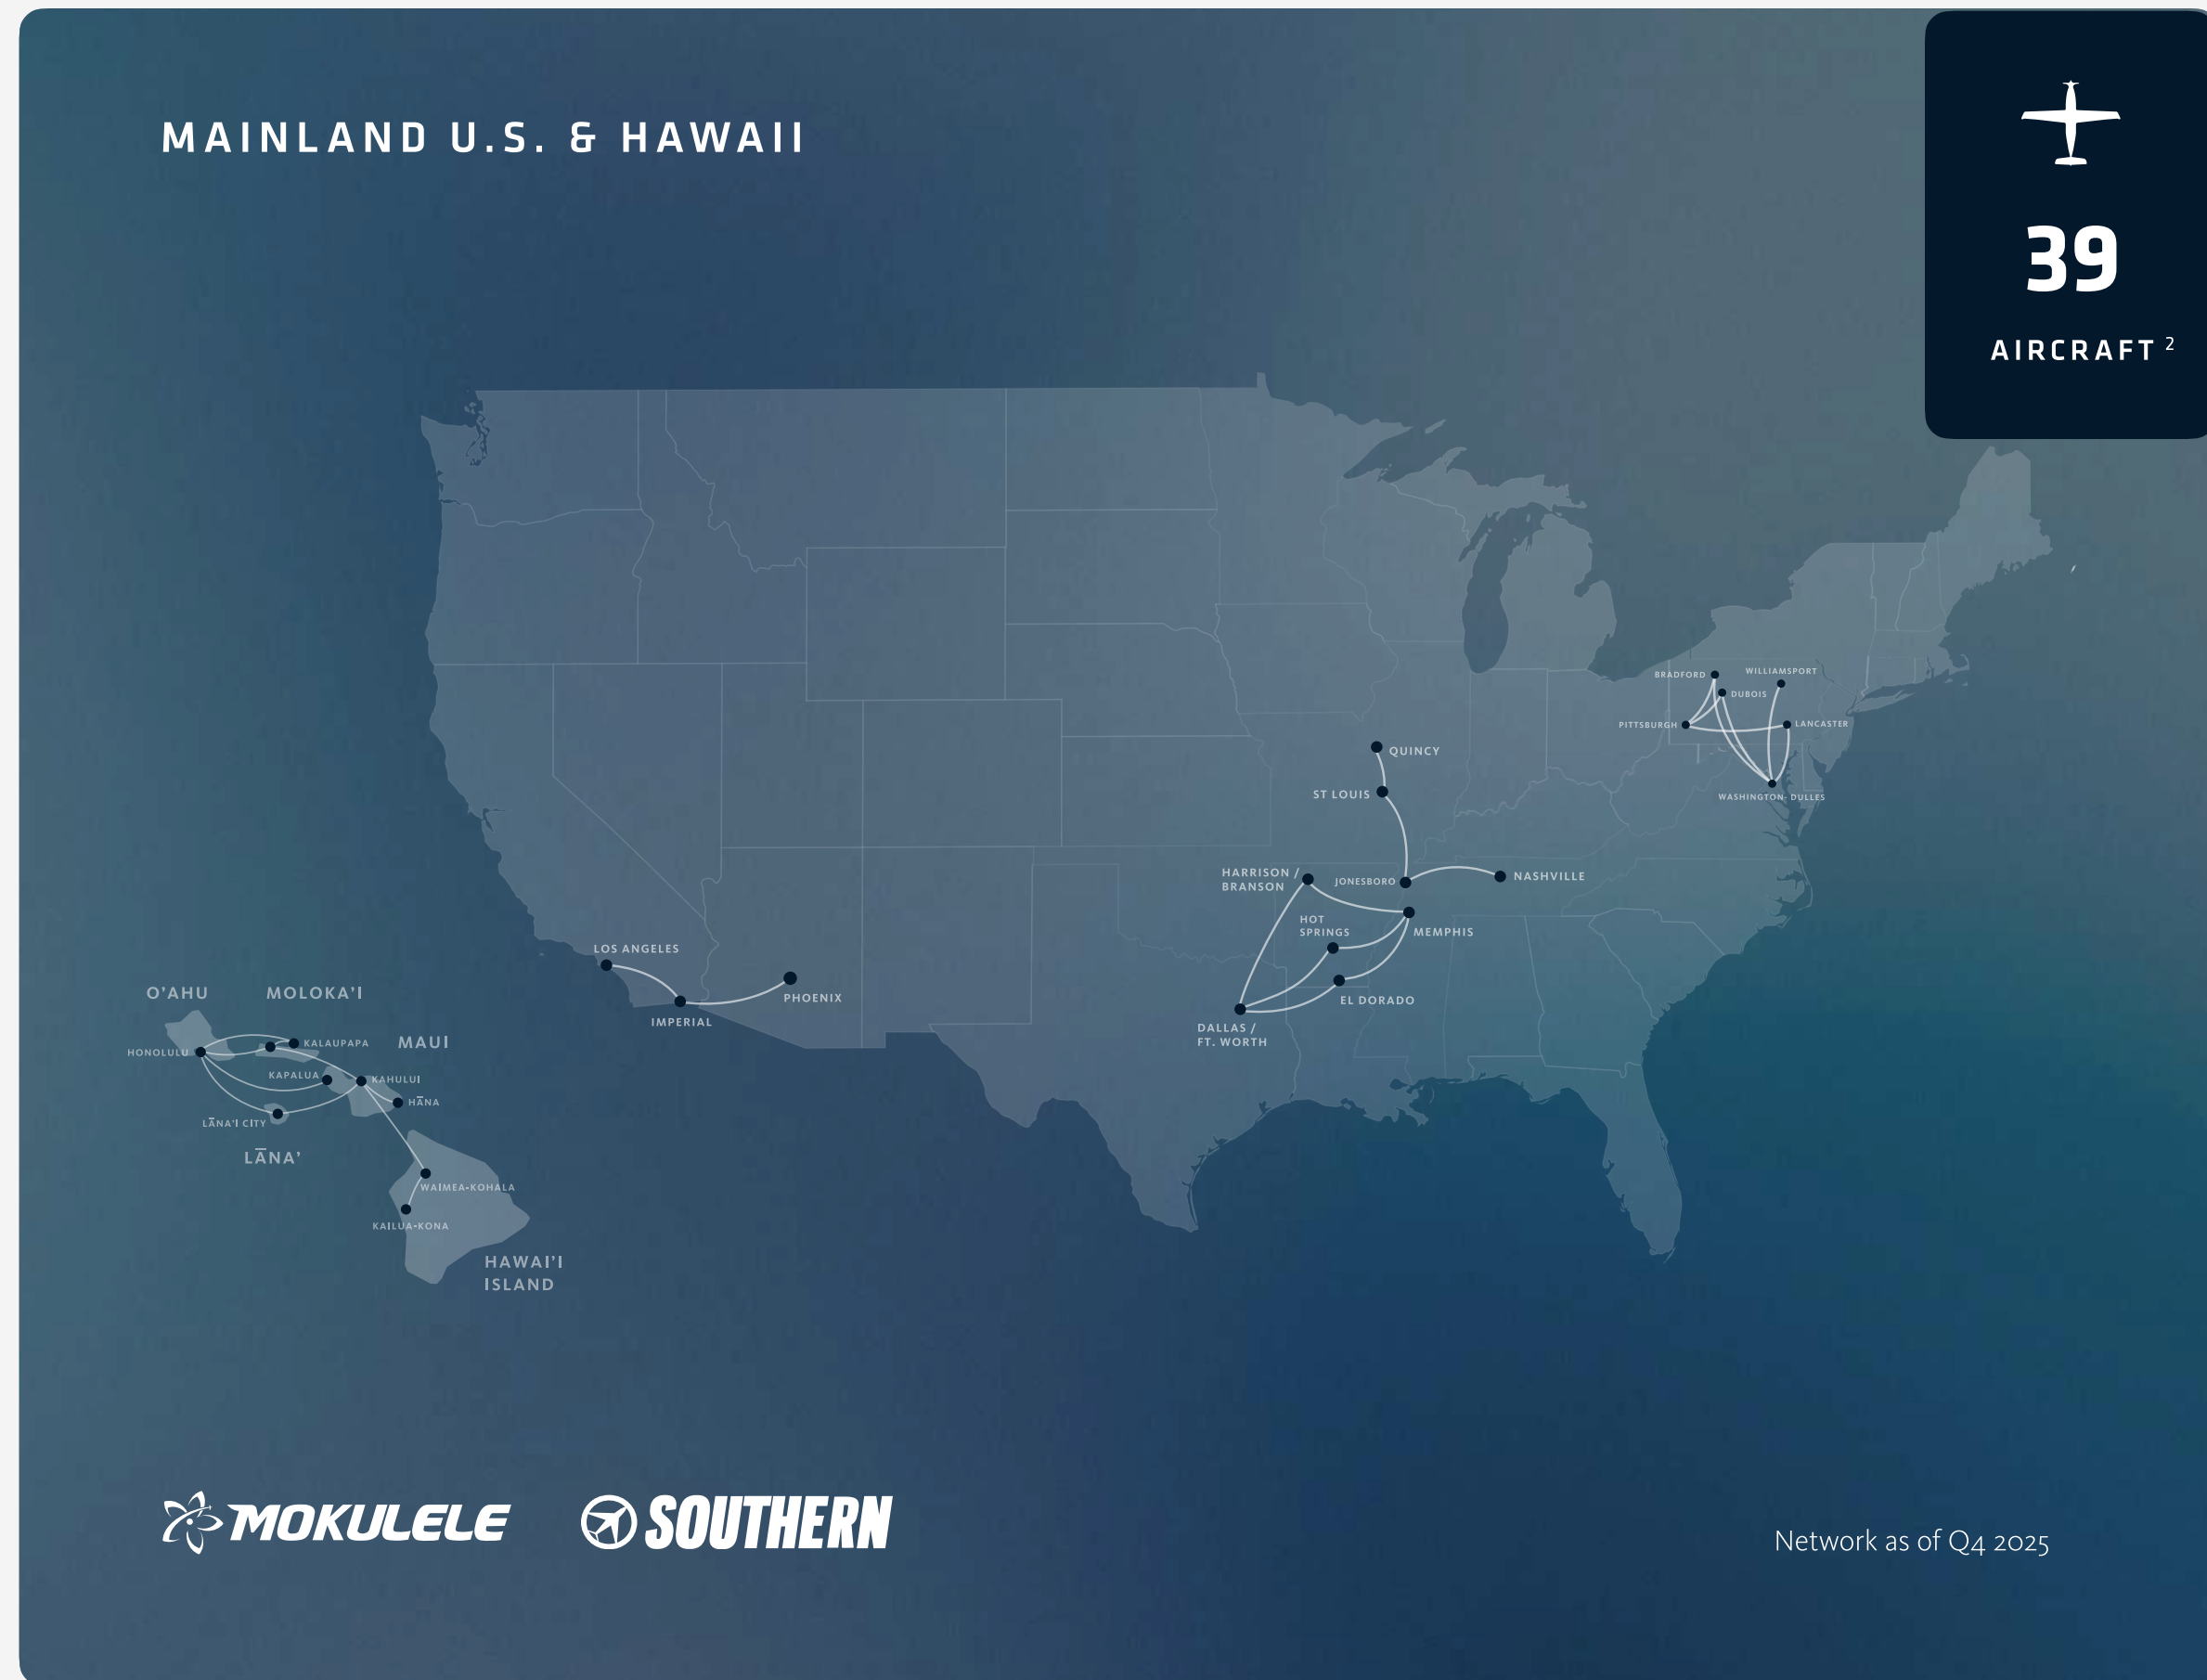 MAINLAND U.S. & HAWAII
39
AIRCRAFT 2
BRADFORD
WILLIAMSPORT
DUBOIS
PITTSBURGH
LANCASTER
WASHINGTON- DULLES
QUINCY
ST LOUIS
HARRISON /
BRANSON
JONESBORO
NASHVILLE
HOT
SPRINGS
MEMPHIS
EL DORADO
DALLAS /
FT. WORTH
LOS ANGELES
PHOENIX
IMPERIAL
O'AHU
MOLOKA'I
MAUI
HONOLULU
KALAUPAPA
KAPALUA
KAHULUI
HĀNA
LĀNA'I CITY
LĀNA'
WAIMEA-KOHALA
KAILUA-KONA
HAWAI'I
ISLAND
MOKULELE
SOUTHERN
Network as of Q4 2025